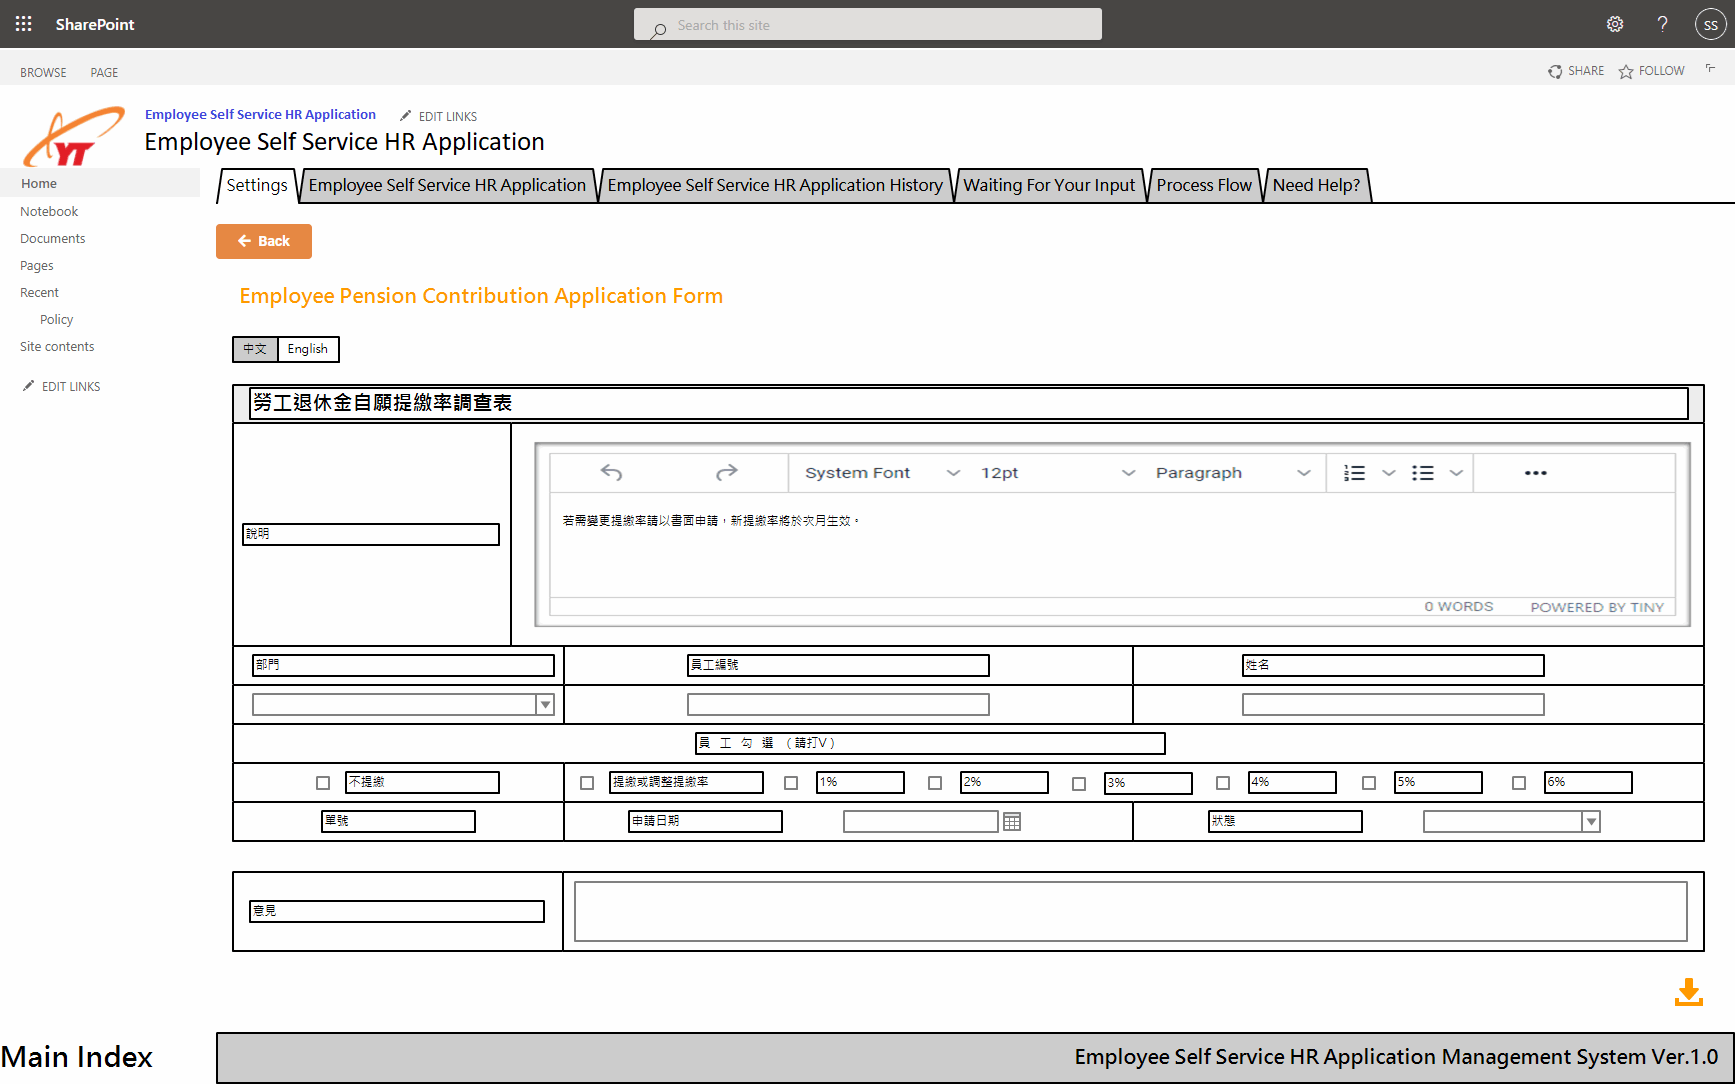 SharePoint
Search this site
SS
BROWSE PAGE
SHARE FOLLOW
YT
Employee Self Service HR Application EDIT LINKS
Employee Self Service HR Application
Home
Notebook
Documents
Pages
Recent
Policy
Site contents
EDIT LINKS
Settings Employee Self Service HR Application Employee Self Service HR Application History Waiting For Your Input Process Flow Need Help?
Back
Employee Pension Contribution Application Form
中文 English
勞工退休金自願提繳率調查表
說明
System Font 12pt Paragraph
若需變更提繳率請以書面申請，新提繳率將於次月生效。
0 WORDS POWERED BY TINY
部門 員工編號 姓名
員 工 勾 選 （請打V）
不提繳 提繳或調整提繳率 1% 2% 3% 4% 5% 6%
單號 申請日期 狀態
意見
Main Index
Employee Self Service HR Application Management System Ver.1.0